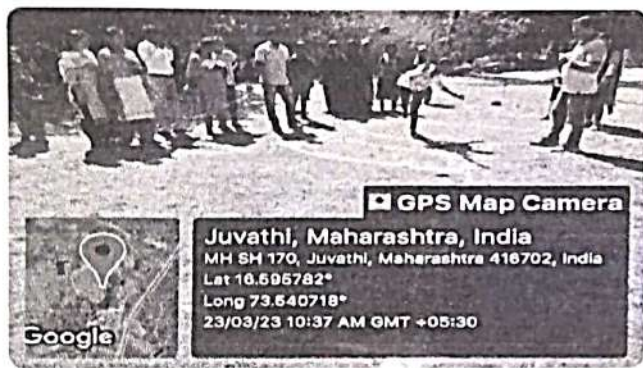 GPS Map Camera
Juvathi, Maharashtra, India
MH SH 170, Juvathi, Maharashtra 416702, India
Lat 16.595782°
Long 73.540718°
23/03/23 10:37 AM GMT +05:30
Google